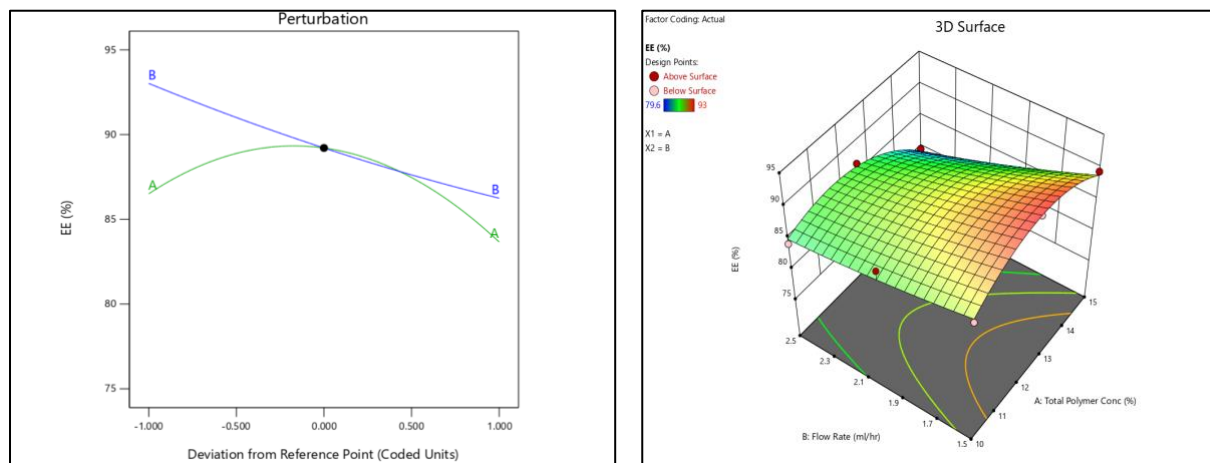 Perturbation
95
90
85
80
75
EE (%)
B
B
A
A
-1.000 -0.500 0.000 0.500 1.000
Deviation from Reference Point (Coded Units)
Factor Coding: Actual
3D Surface
EE (%)
Design Points:
Above Surface
Below Surface
79.6 93
X1 = A
X2 = B
95
90
85
80
75
EE (%)
2.5
2.3
2.1
1.9
1.7
1.5
B: Flow Rate (ml/hr)
10
11
12
13
14
15
A: Total Polymer Conc (%)